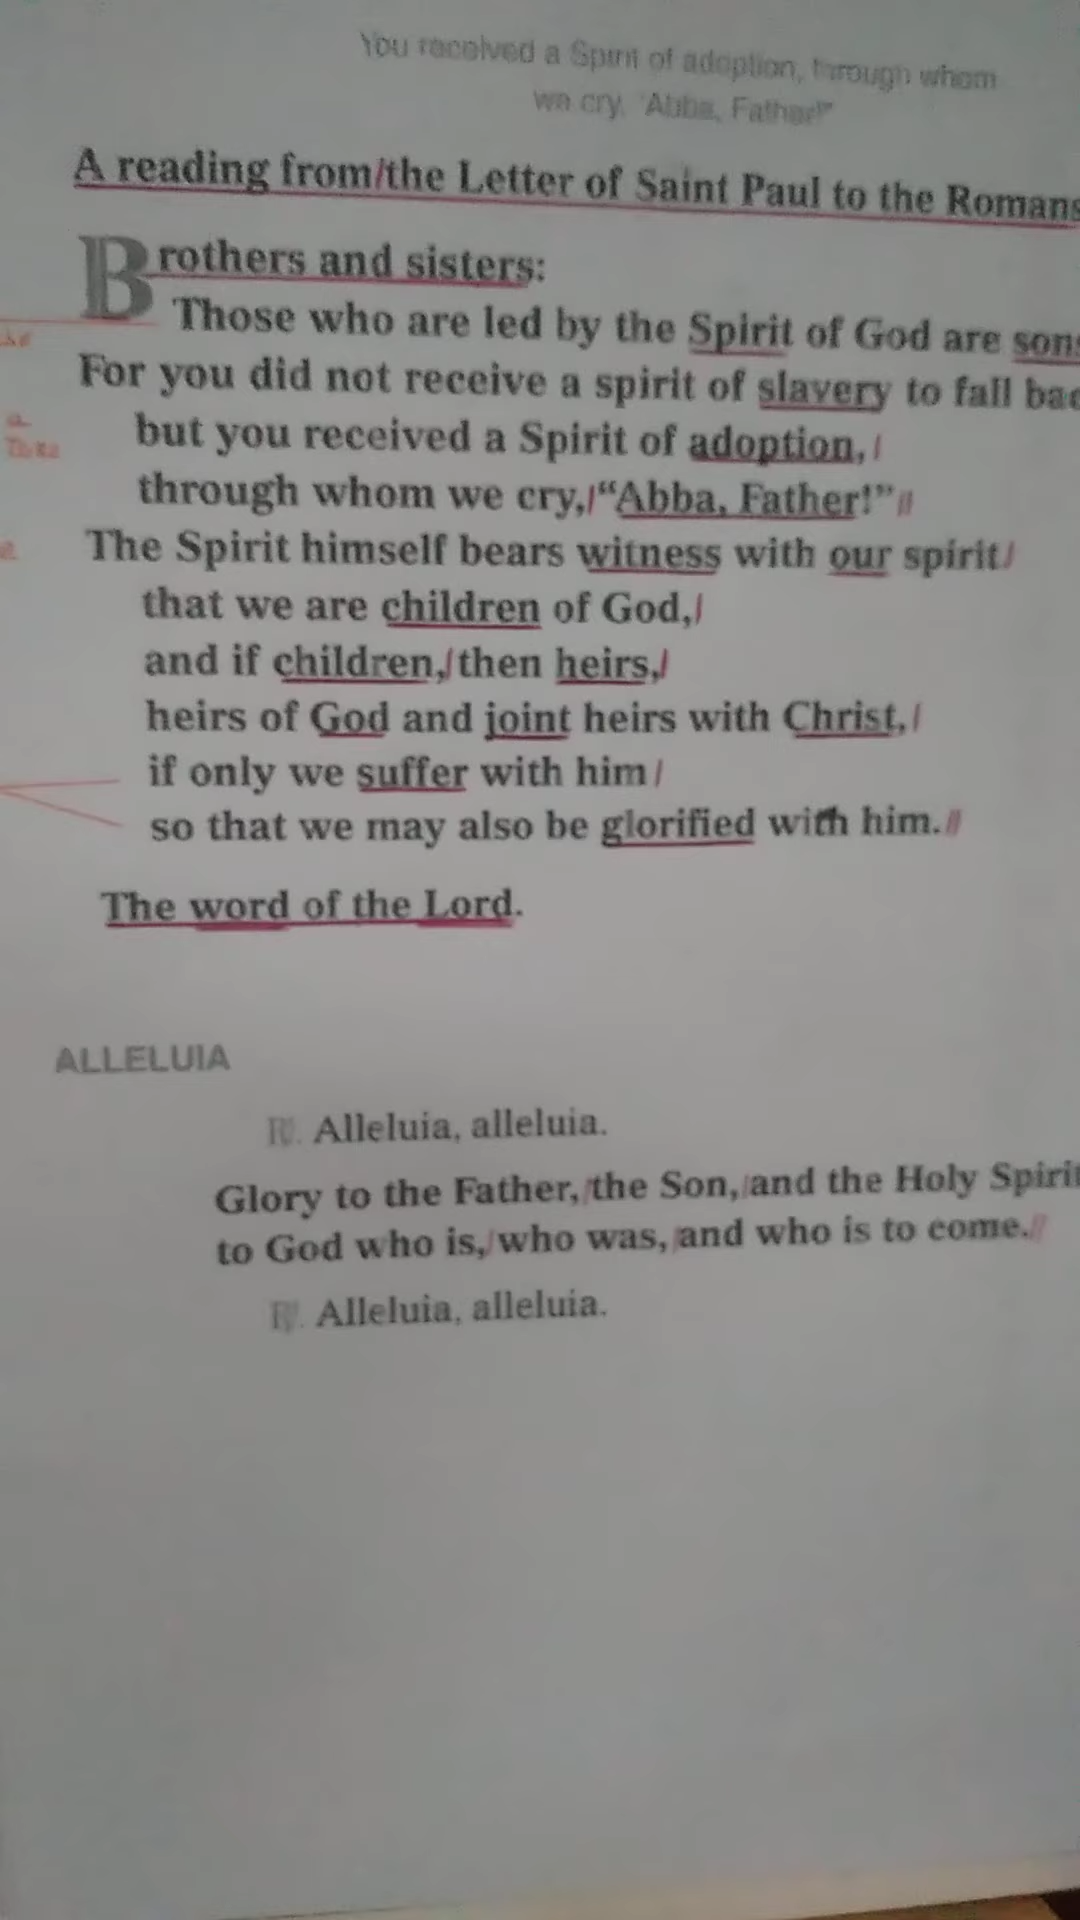 You received a Spirit of adoption, through whom
we cry, 'Abba, Father!'"
A reading from/the Letter of Saint Paul to the Romans
Brothers and sisters:
Those who are led by the Spirit of God are sons
For you did not receive a spirit of slavery to fall bac
but you received a Spirit of adoption, /
through whom we cry,/“Abba, Father!” //
The Spirit himself bears witness with our spirit/
that we are children of God,/
and if children,/then heirs,/
heirs of God and joint heirs with Christ, /
if only we suffer with him /
so that we may also be glorified with him. //
The word of the Lord.
ALLELUIA
R/. Alleluia, alleluia.
Glory to the Father,/the Son,/and the Holy Spirit
to God who is,/who was,/and who is to come.//
R/. Alleluia, alleluia.